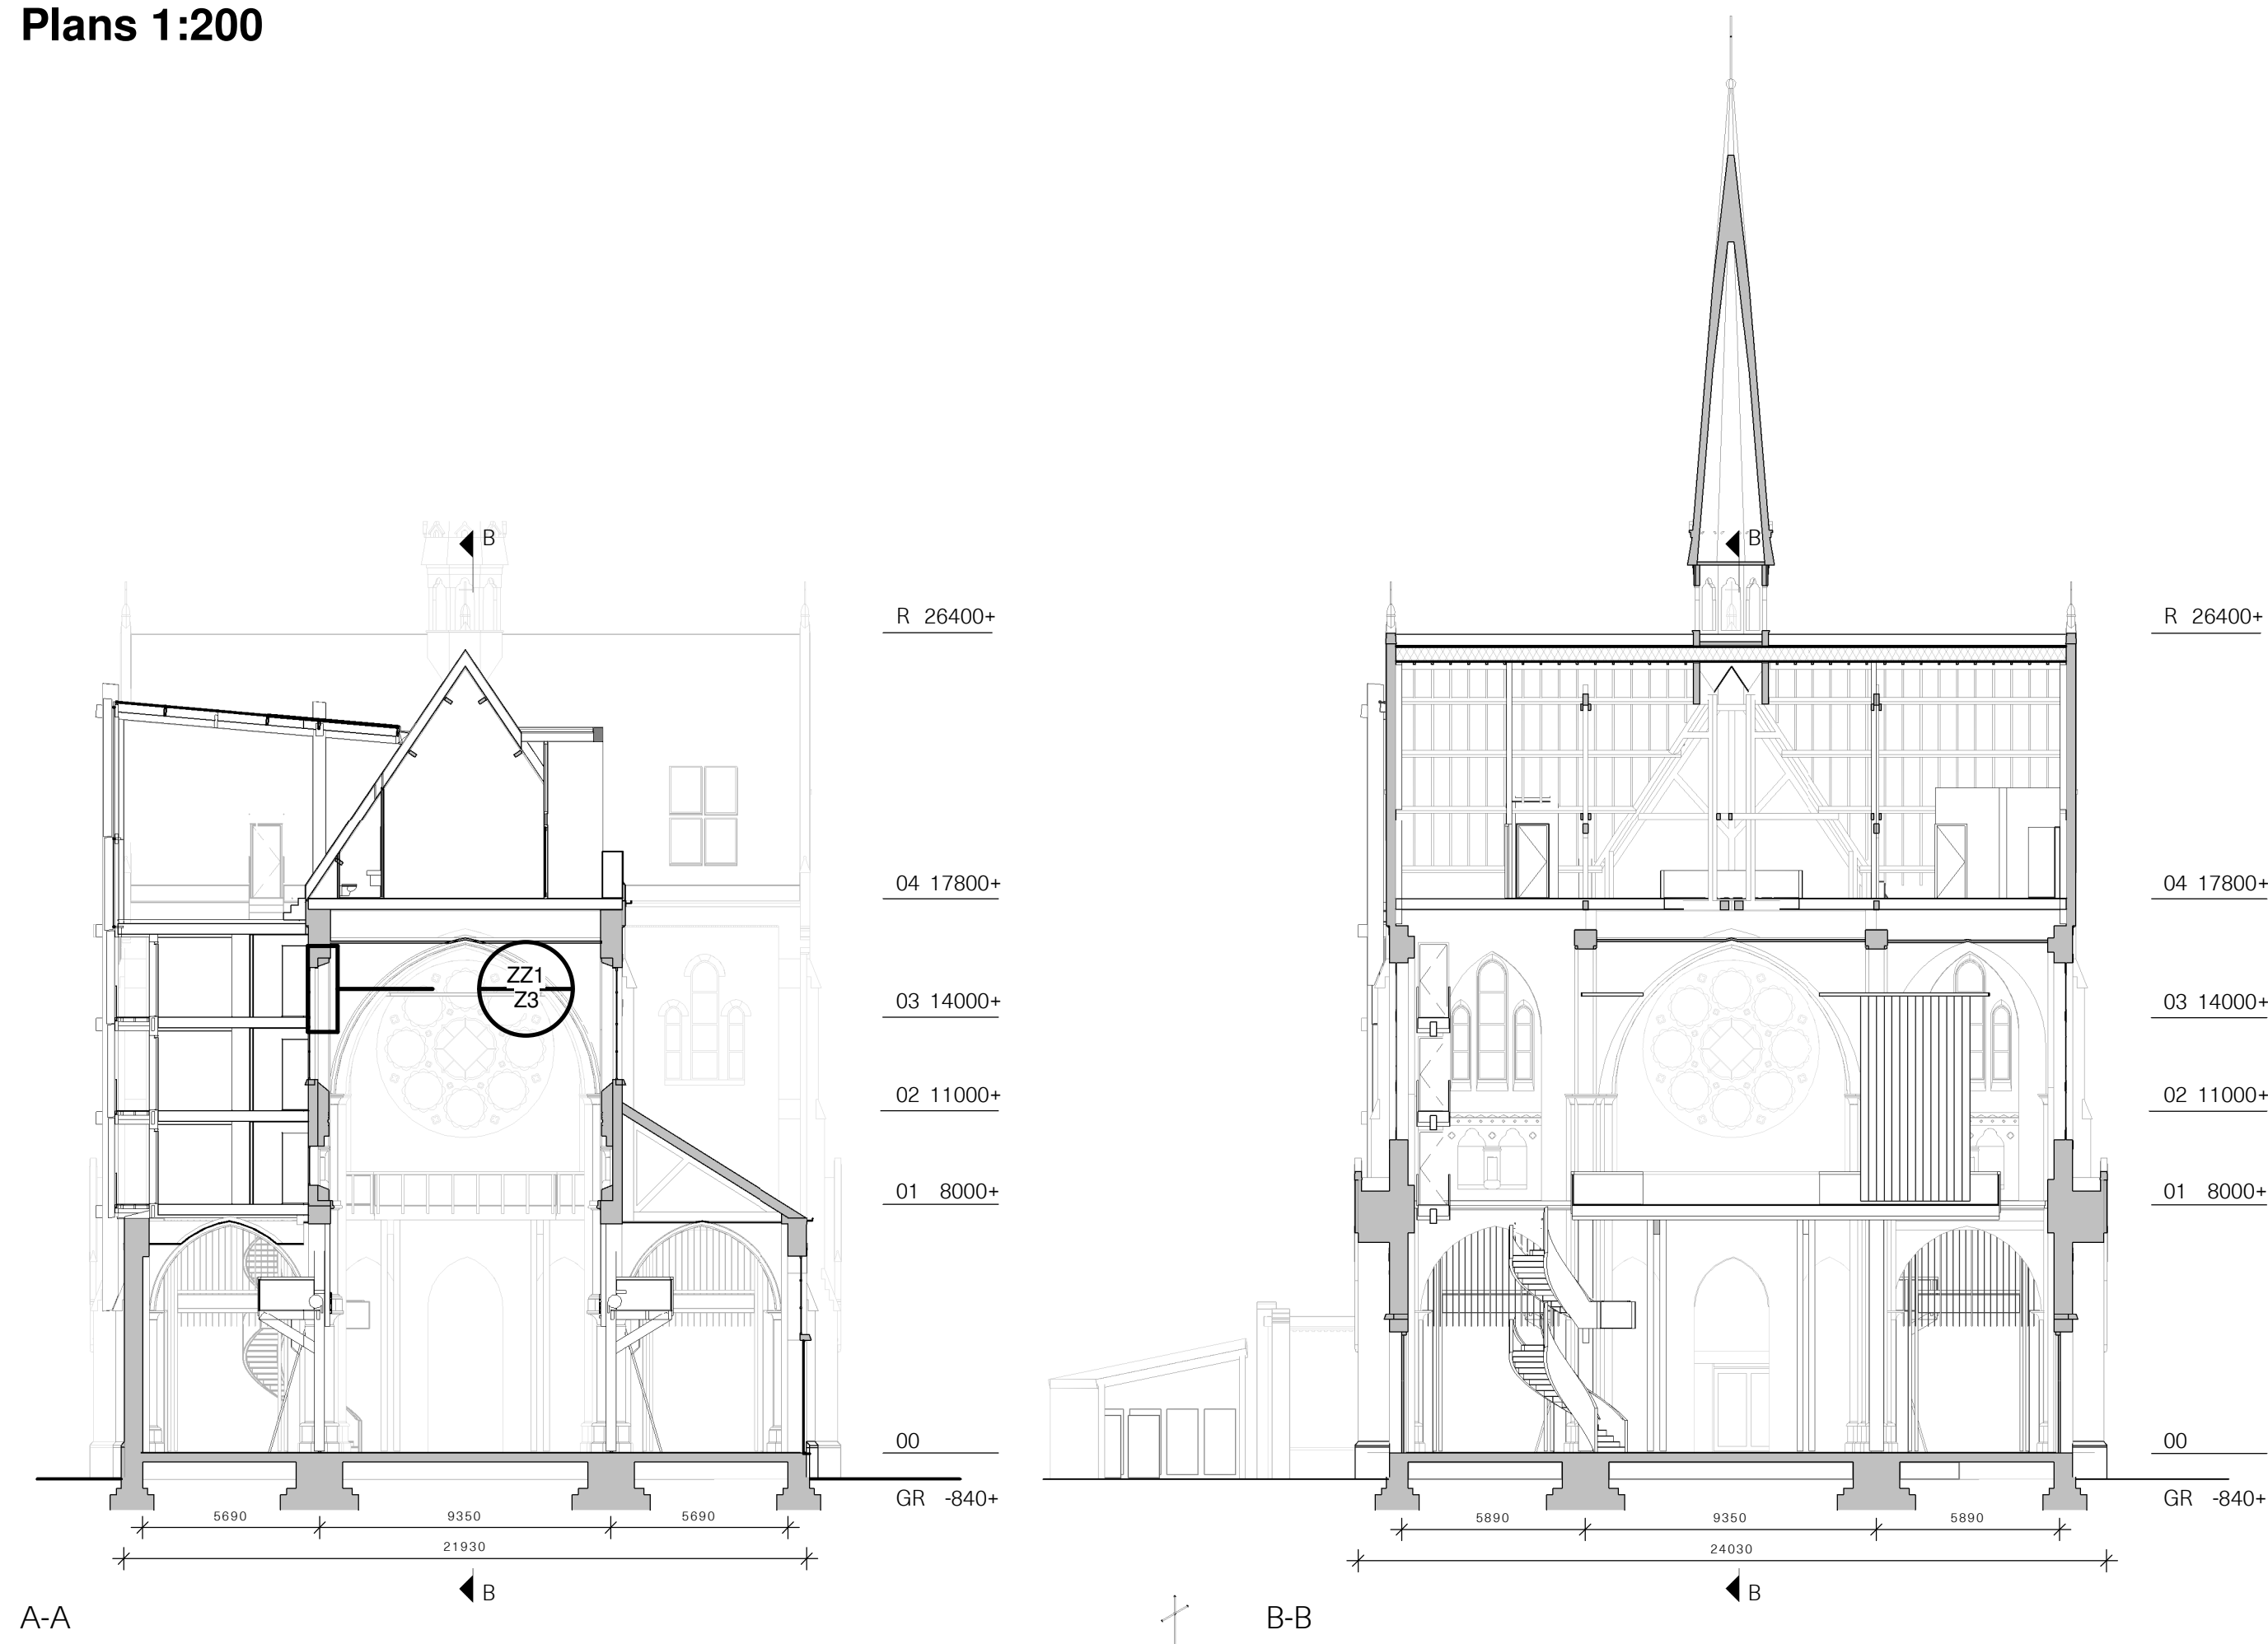 Plans 1:200
B
R 26400+
04 17800+
ZZ1
Z3
03 14000+
02 11000+
01 8000+
00
GR -840+
5690 9350 5690
21930
B
A-A
B
R 26400+
04 17800+
03 14000+
02 11000+
01 8000+
00
GR -840+
5890 9350 5890
24030
B
B-B